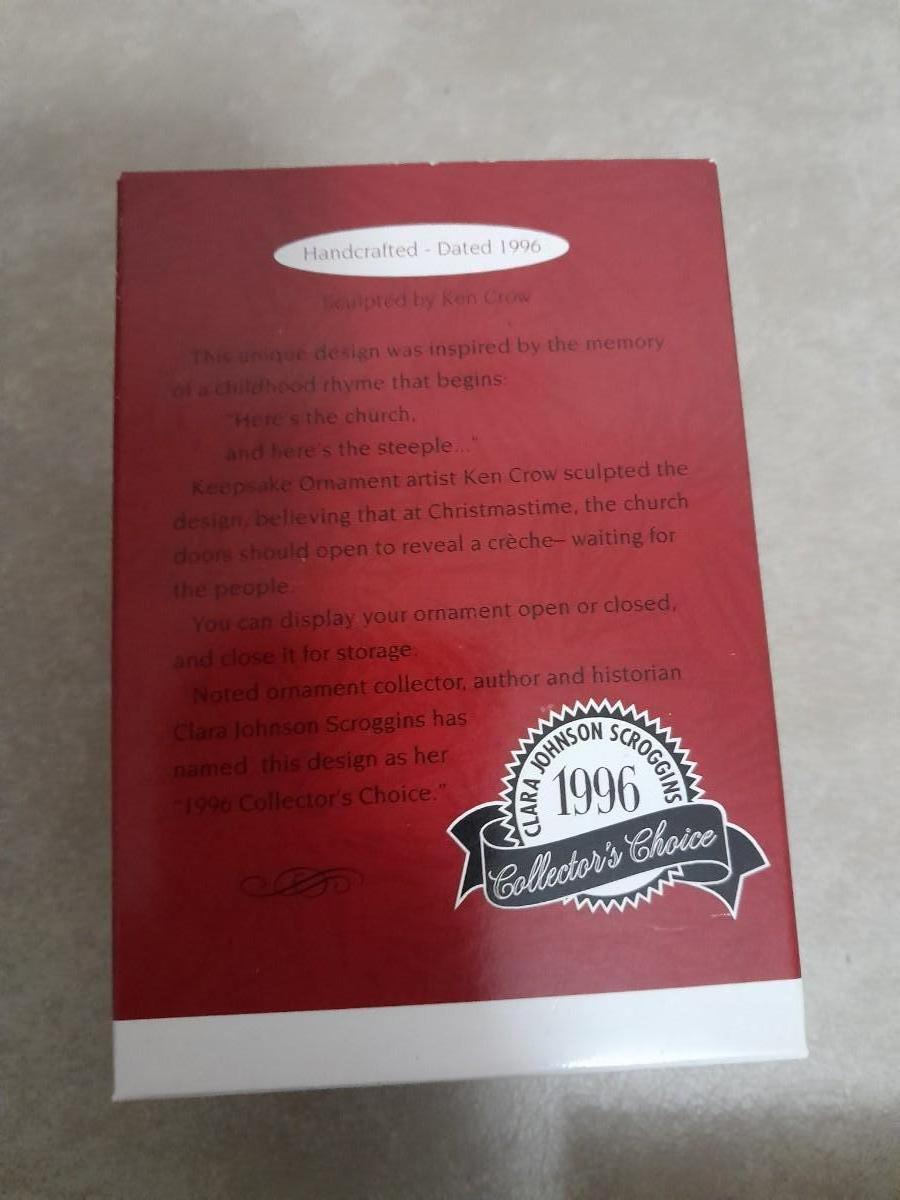 Handcrafted - Dated 1996
Sculpted by Ken Crow
This unique design was inspired by the memory
of a childhood rhyme that begins:
"Here's the church,
and here's the steeple..."
Keepsake Ornament artist Ken Crow sculpted the
design, believing that at Christmastime, the church
doors should open to reveal a crèche– waiting for
the people.
You can display your ornament open or closed,
and close it for storage.
Noted ornament collector, author and historian
Clara Johnson Scroggins has
named this design as her
"1996 Collector's Choice."
CLARA JOHNSON SCROGGINS
1996
Collector's Choice